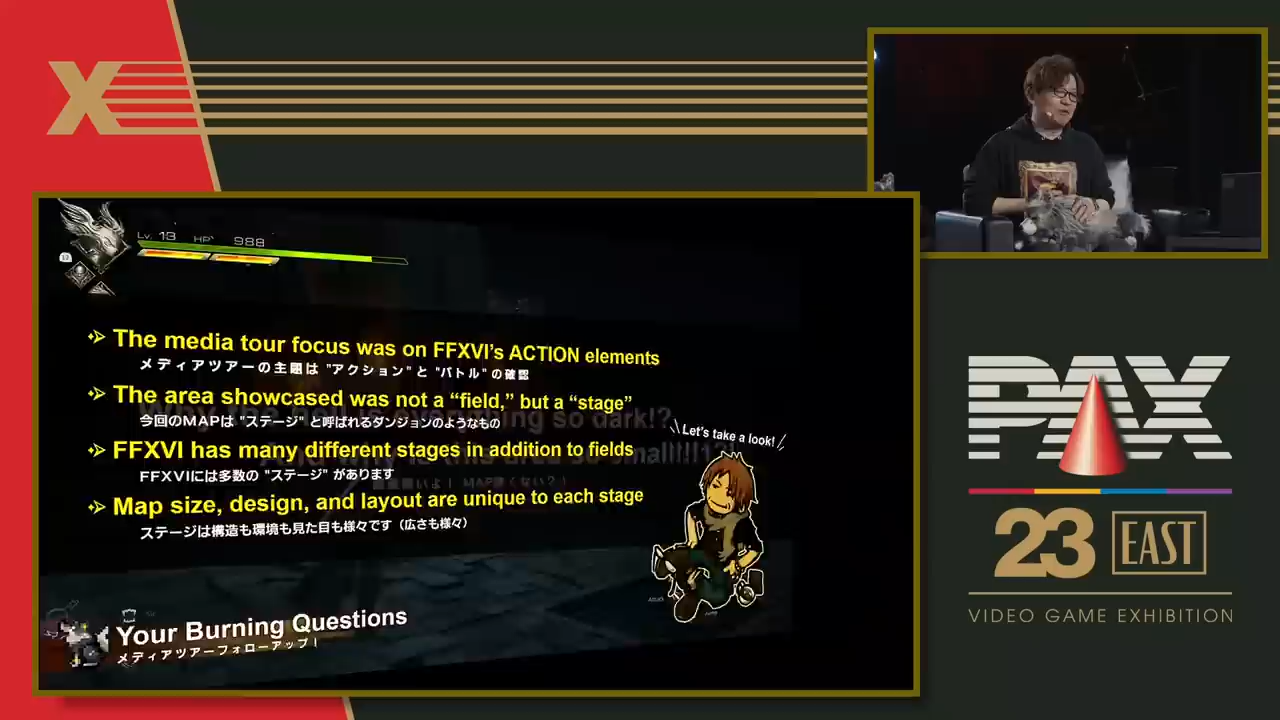 X
Lv. 13 HP 988
The media tour focus was on FFXVI's ACTION elements
メディアツアーの主題は "アクション" と "バトル" の確認
The area showcased was not a “field,” but a “stage”
今回のMAPは "ステージ" と呼ばれるダンジョンのようなもの
FFXVI has many different stages in addition to fields
FFXVIには多数の "ステージ" があります
Map size, design, and layout are unique to each stage
ステージは構造も環境も見た目も様々です（広さも様々）
Let's take a look!
Your Burning Questions
メディアツアーフォローアップ！
PAX
23 EAST
VIDEO GAME EXHIBITION